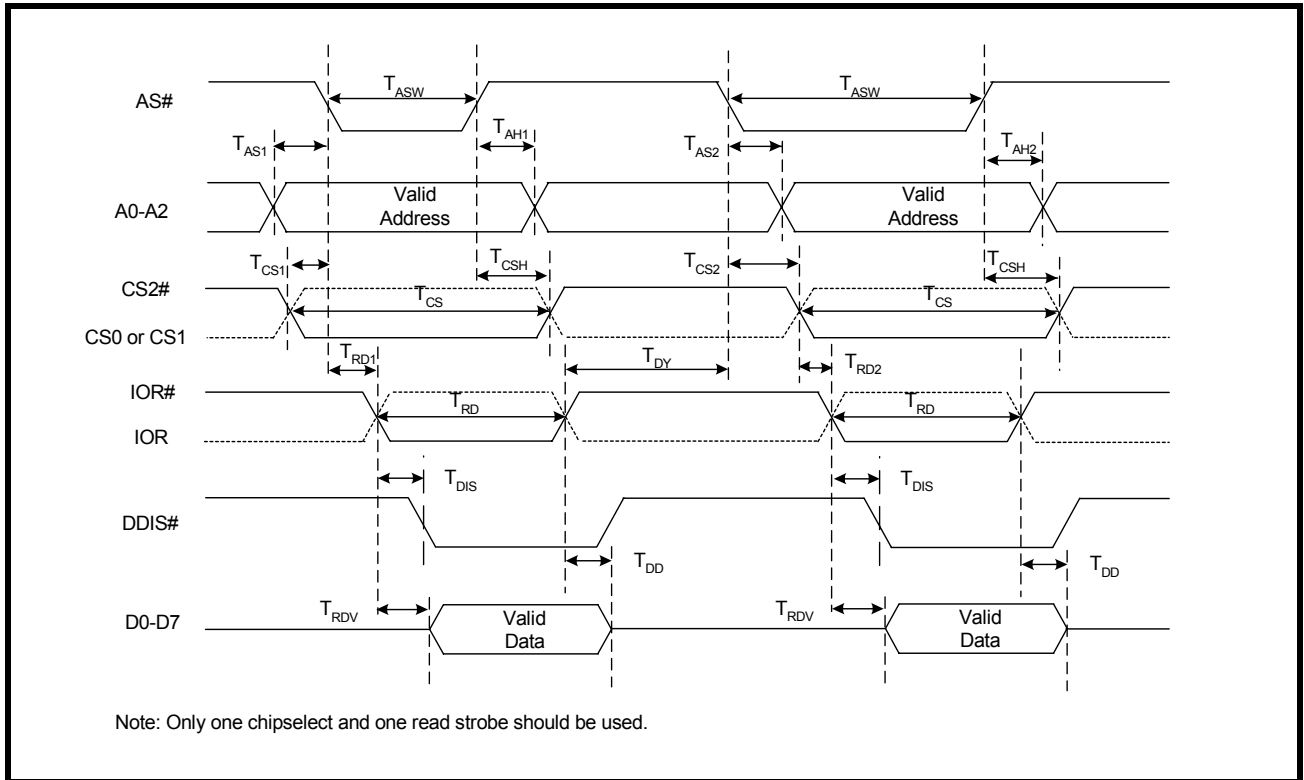 AS#
T_ASW
T_ASW
T_AS1
T_AH1
T_AS2
T_AH2
A0-A2
Valid
Address
Valid
Address
T_CS1
T_CSH
T_CS2
T_CSH
CS2#
T_CS
T_CS
CS0 or CS1
T_RD1
T_DY
T_RD2
IOR#
T_RD
T_RD
IOR
T_DIS
T_DIS
DDIS#
T_DD
T_DD
D0-D7
T_RDV
Valid
Data
T_RDV
Valid
Data
Note: Only one chipselect and one read strobe should be used.